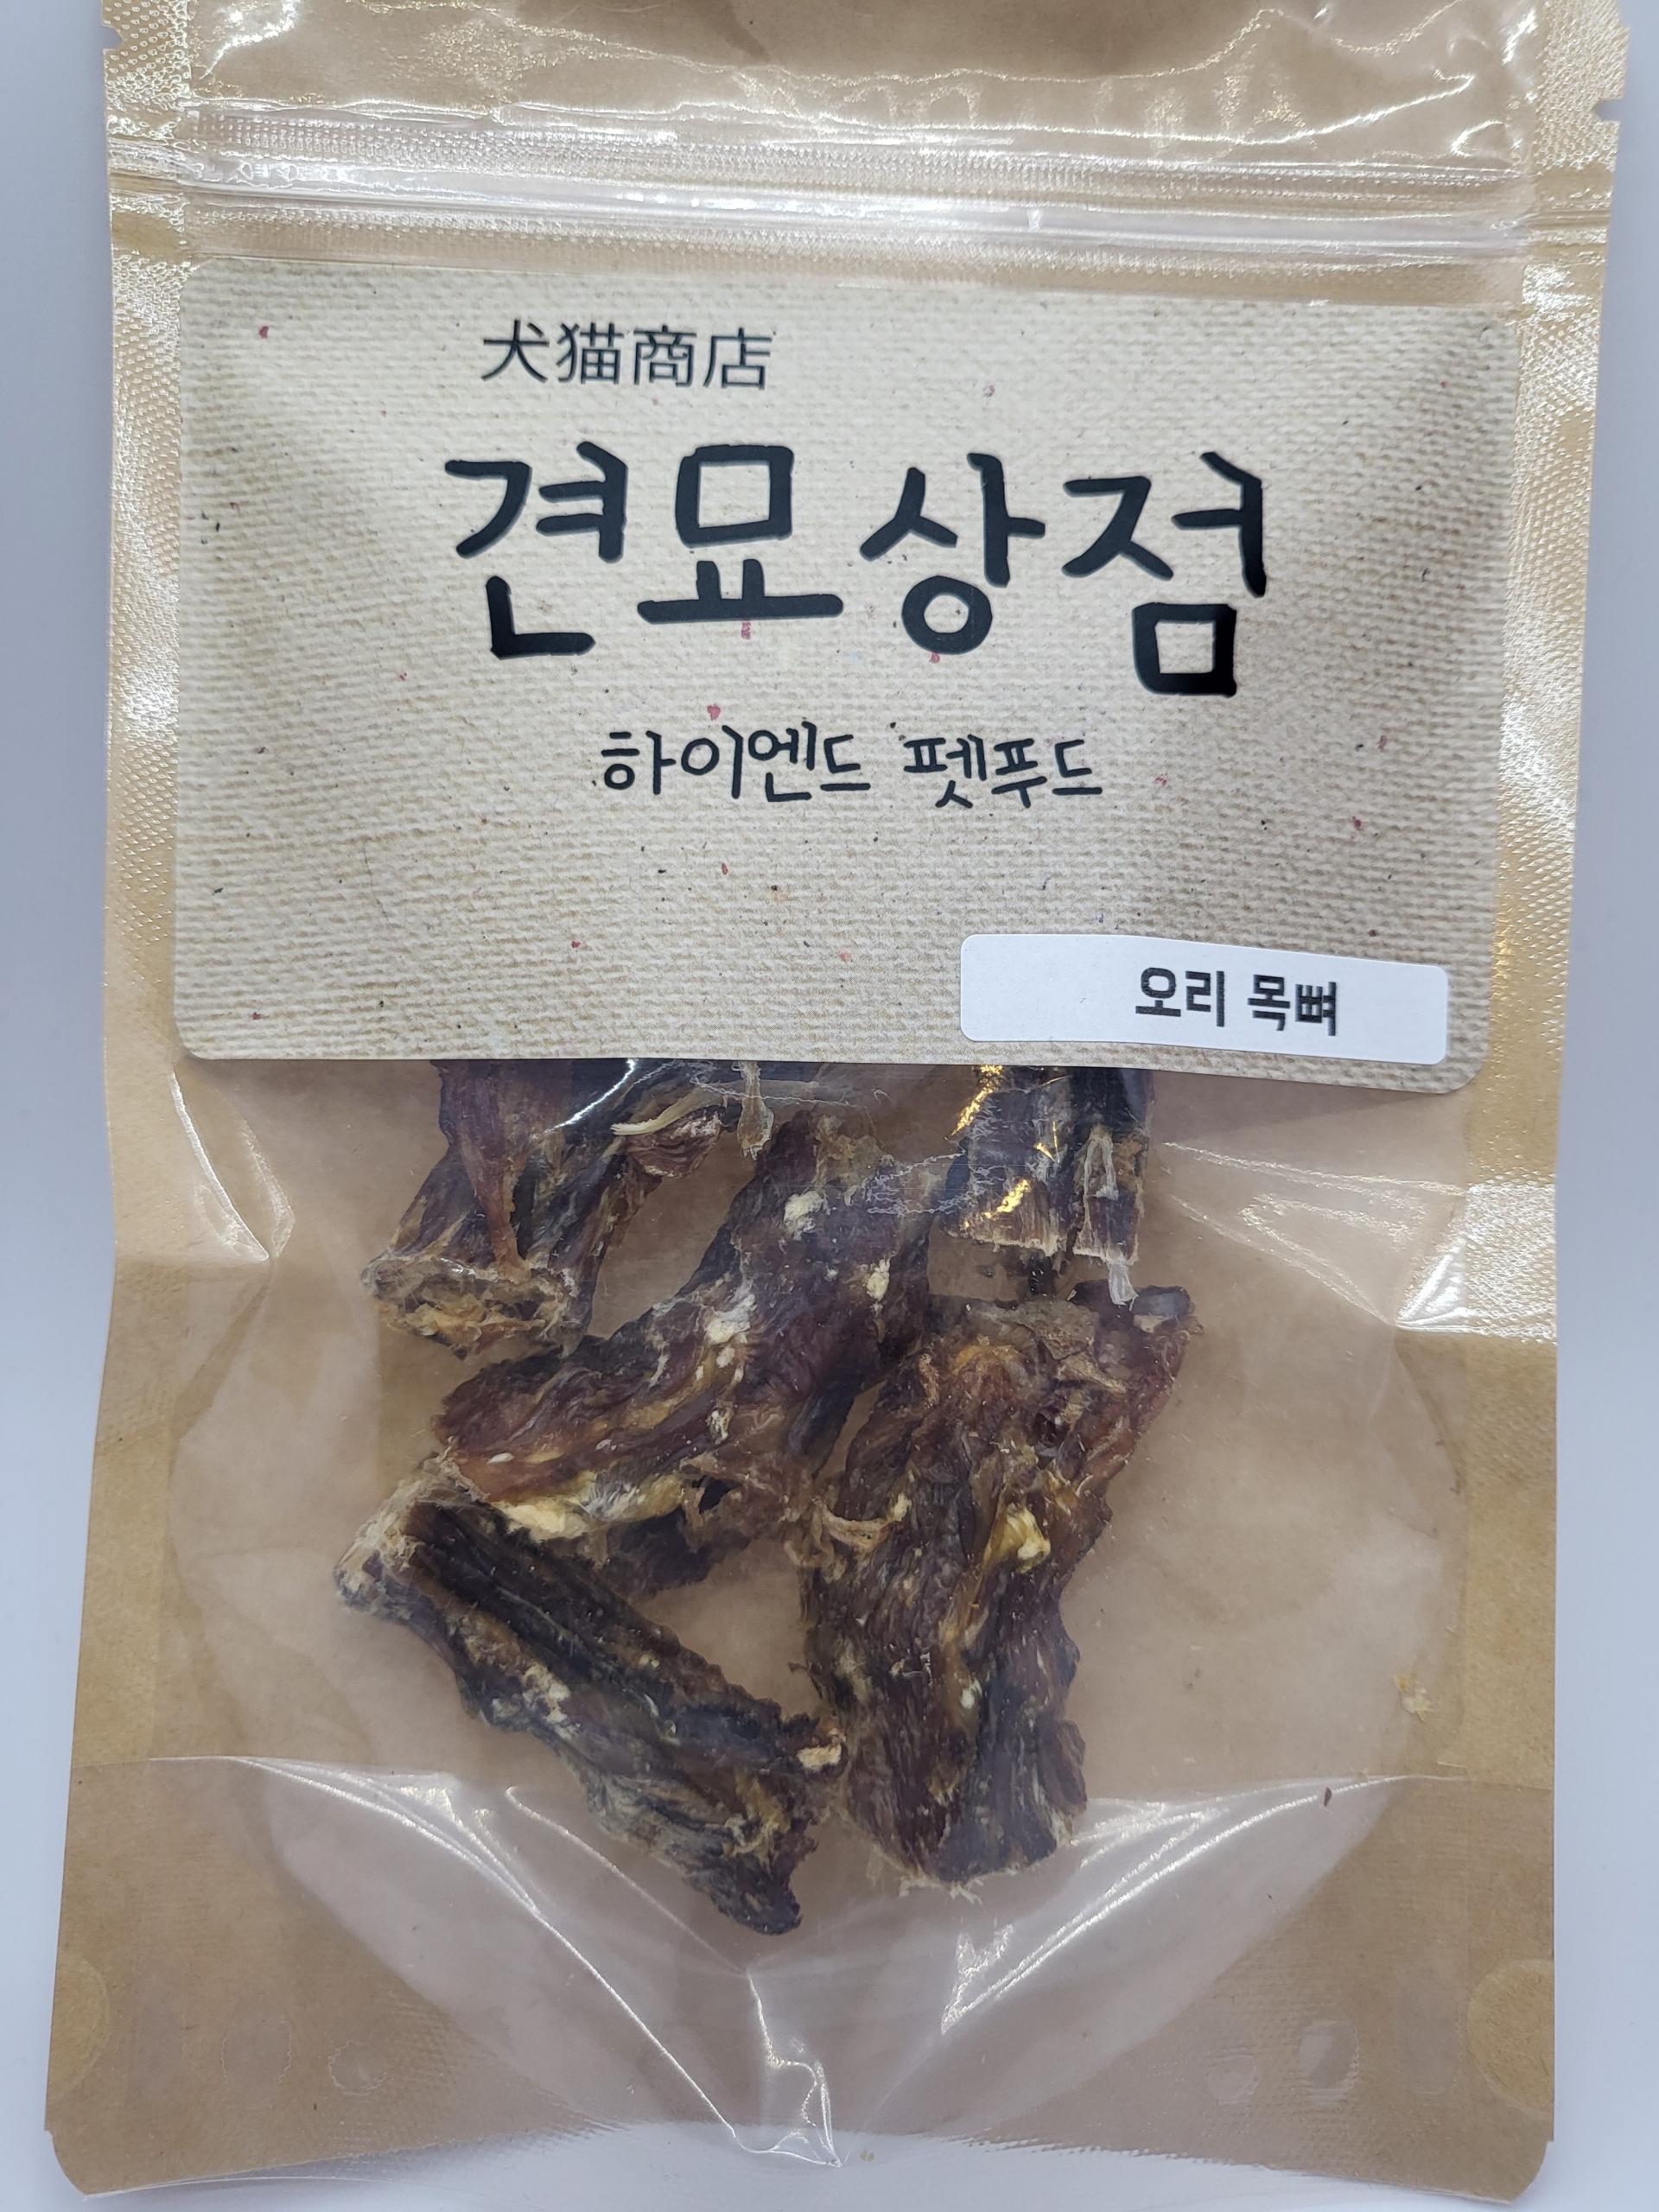 犬猫商店
견묘상점
하이엔드 펫푸드
오리 목뼈